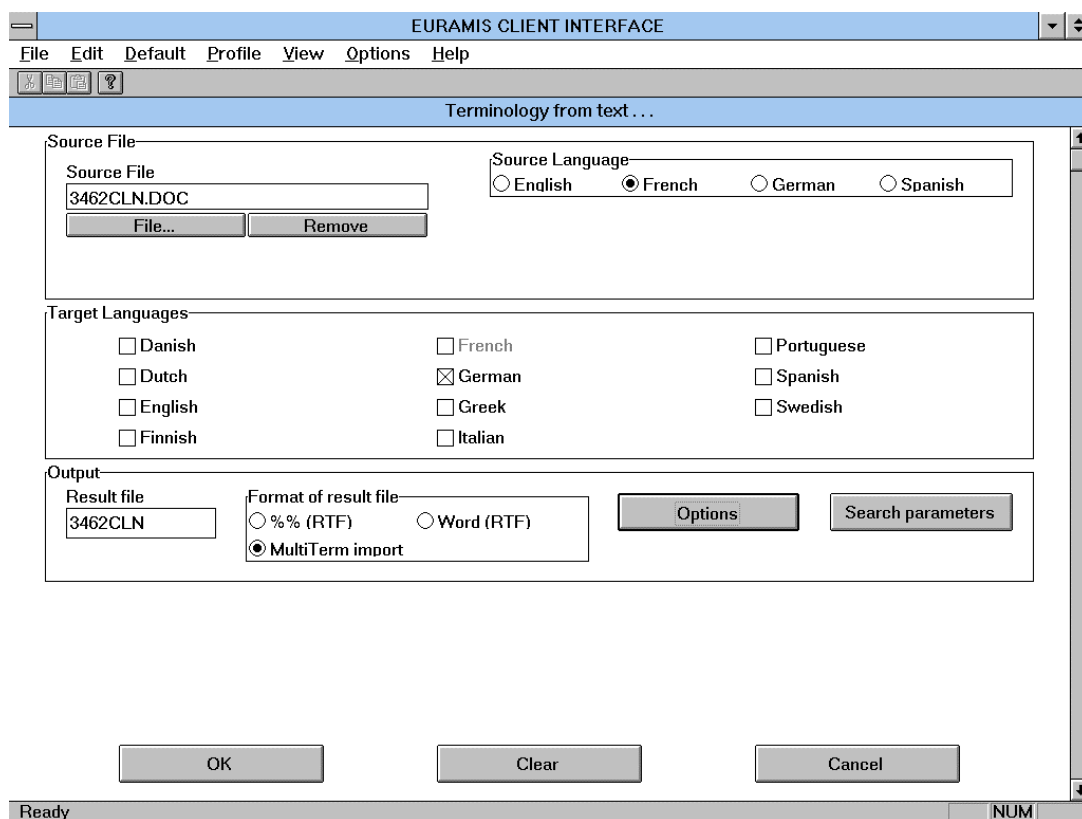 EURAMIS CLIENT INTERFACE
File Edit Default Profile View Options Help
Terminology from text . . .
Source File
Source File
3462CLN.DOC
File... Remove
Source Language
English French German Spanish
Target Languages
Danish French Portuguese
Dutch German Spanish
English Greek Swedish
Finnish Italian
Output
Result file
3462CLN
Format of result file
%% (RTF) Word (RTF)
MultiTerm import
Options Search parameters
OK Clear Cancel
Ready NUM